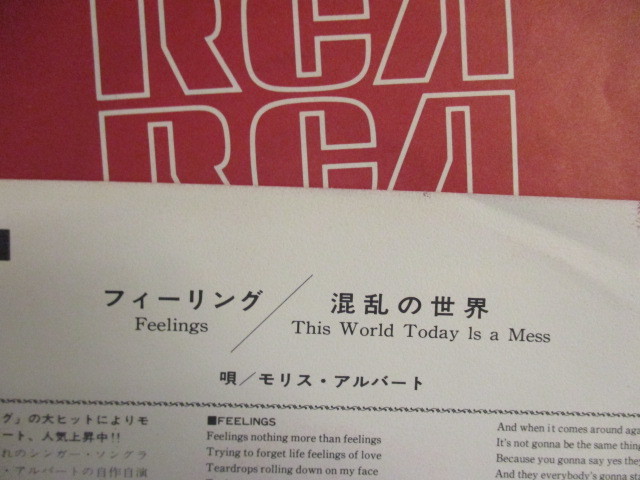 RCA
RCA
フィーリング／混乱の世界
Feelings
This World Today Is a Mess
唄／モリス・アルバート
グ」の大ヒットによりモ
ート、人気上昇中!!
れのシンガー・ソングラ
・アルバートの自作自演
■FEELINGS
Feelings nothing more than feelings
Trying to forget life feelings of love
Teardrops rolling down on my face
And when it comes around aga
It's not gonna be the same thing
Because you gonna say yes the
And they everybody's gonna sta